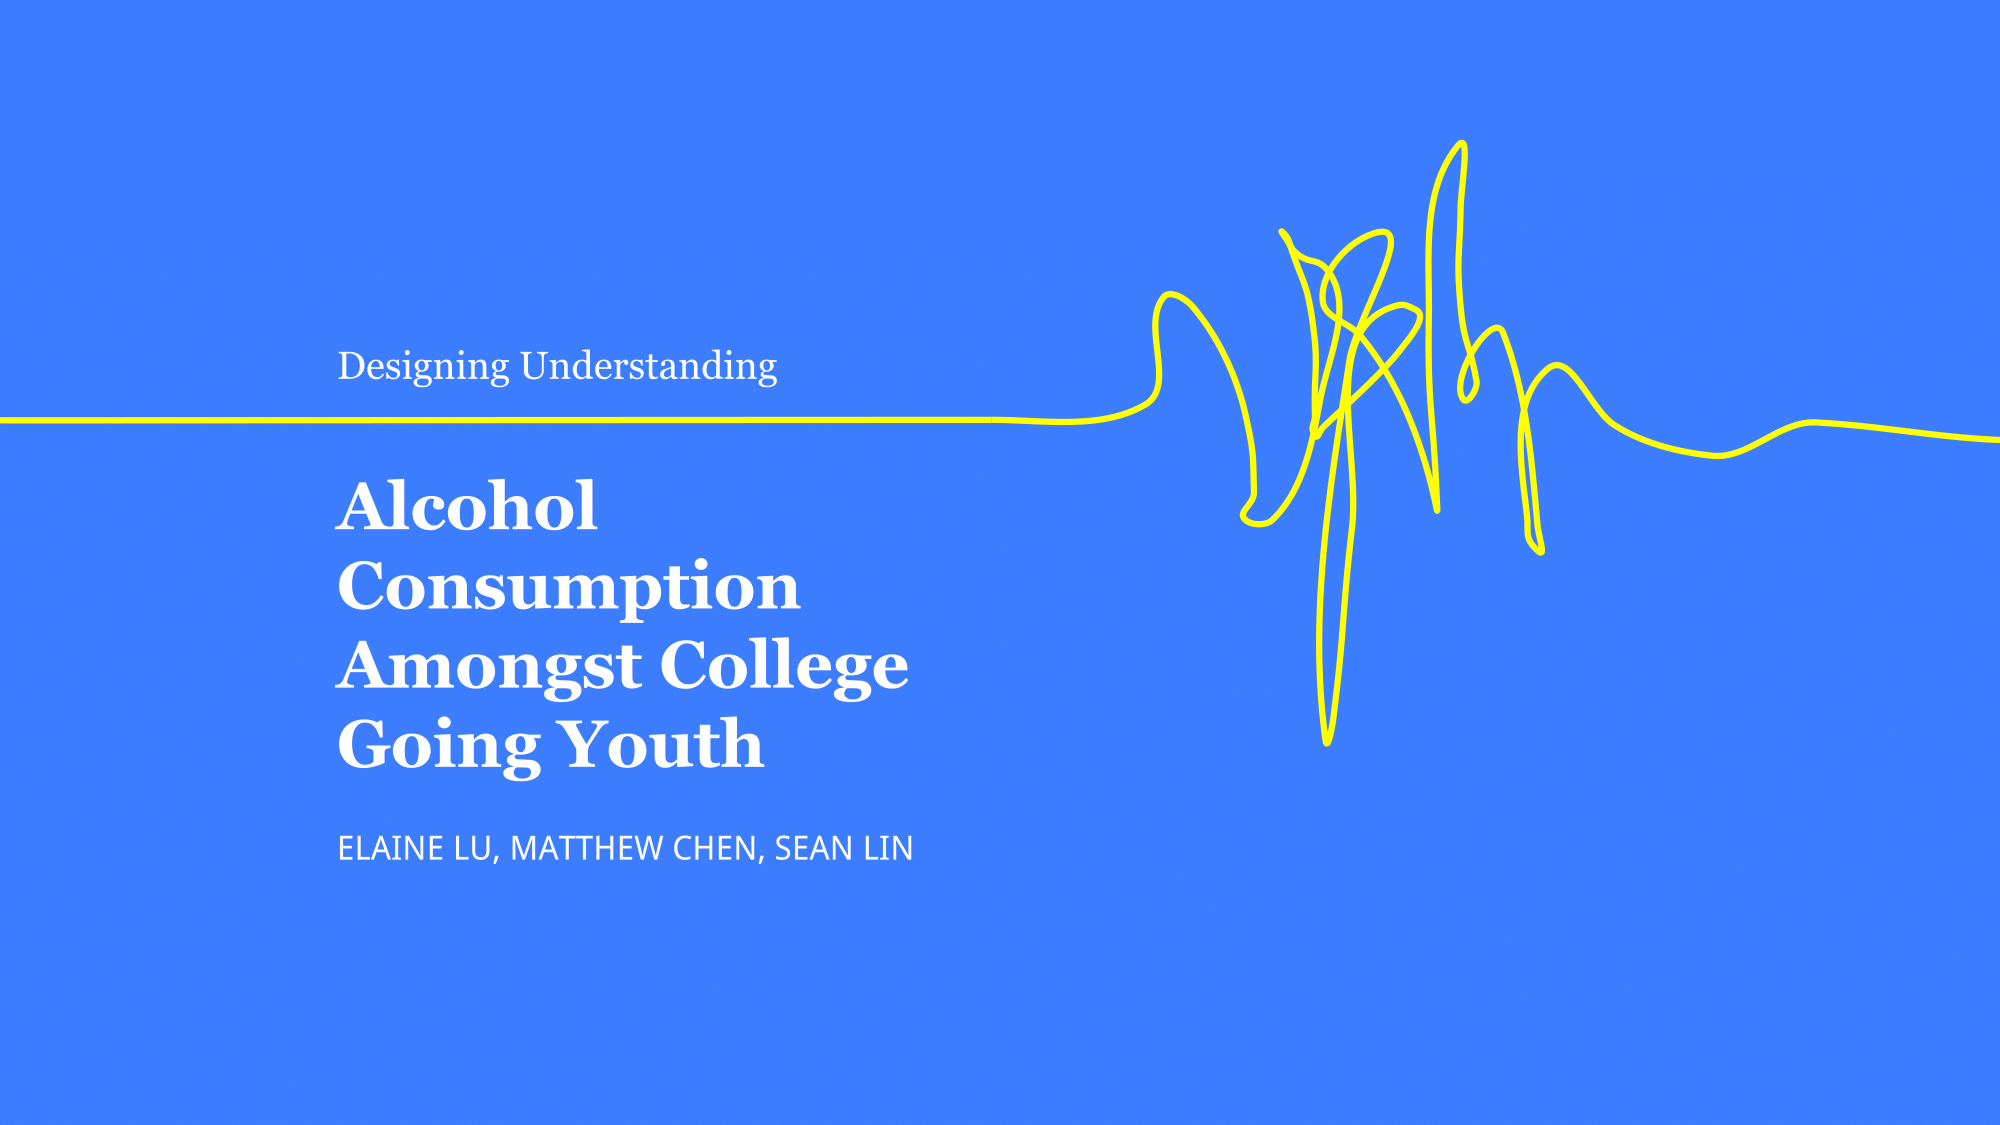 Designing Understanding
Alcohol
Consumption
Amongst College
Going Youth
ELAINE LU, MATTHEW CHEN, SEAN LIN